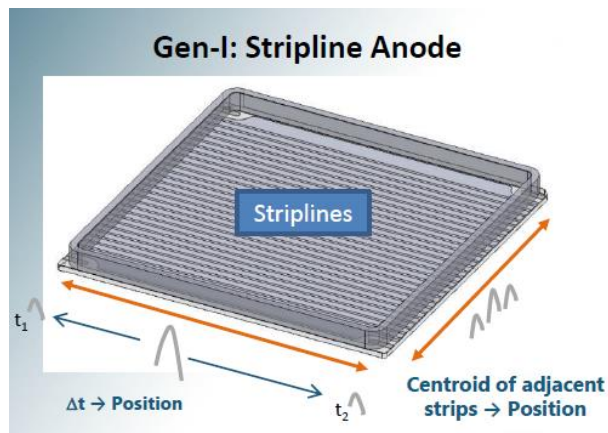 Gen-I: Stripline Anode
Striplines
t₁
t₂
Δt → Position
Centroid of adjacent
strips → Position